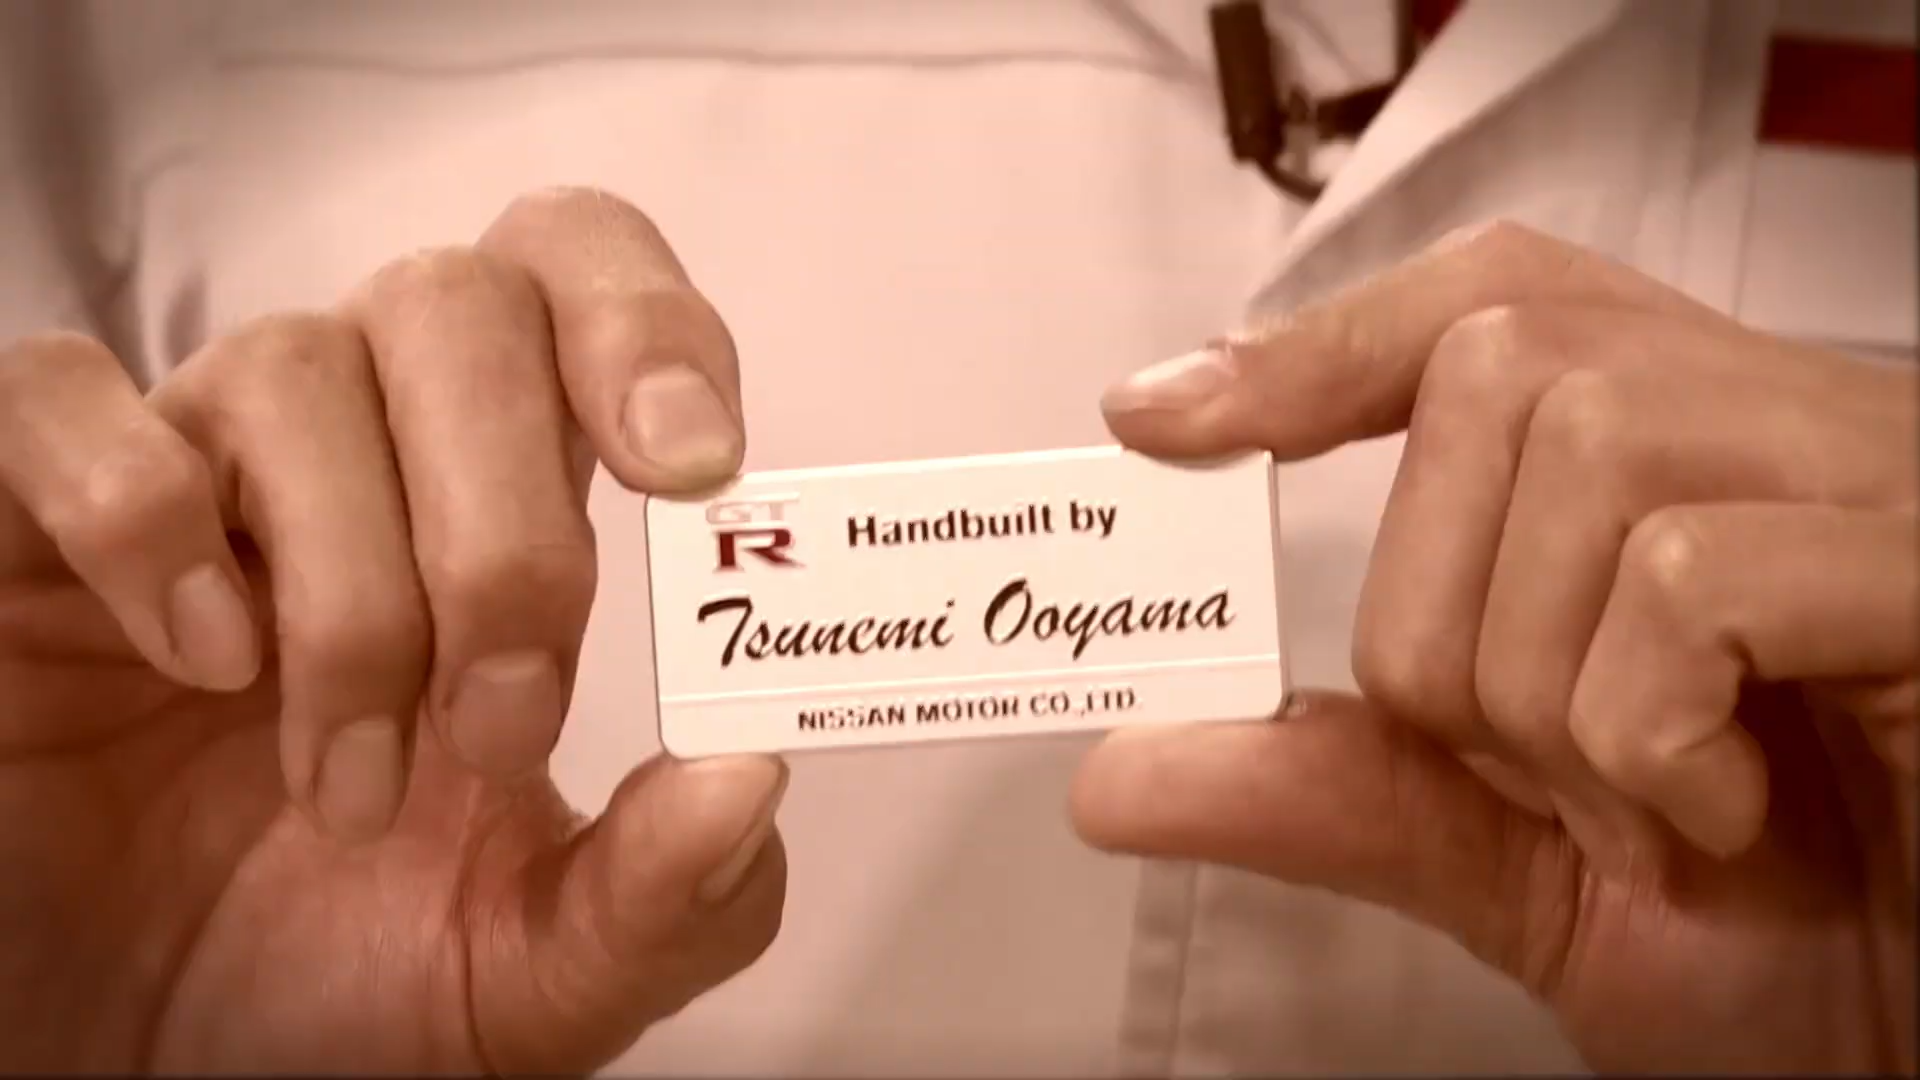 GT
R
Handbuilt by
Tsunemi Ooyama
NISSAN MOTOR CO.,LTD.